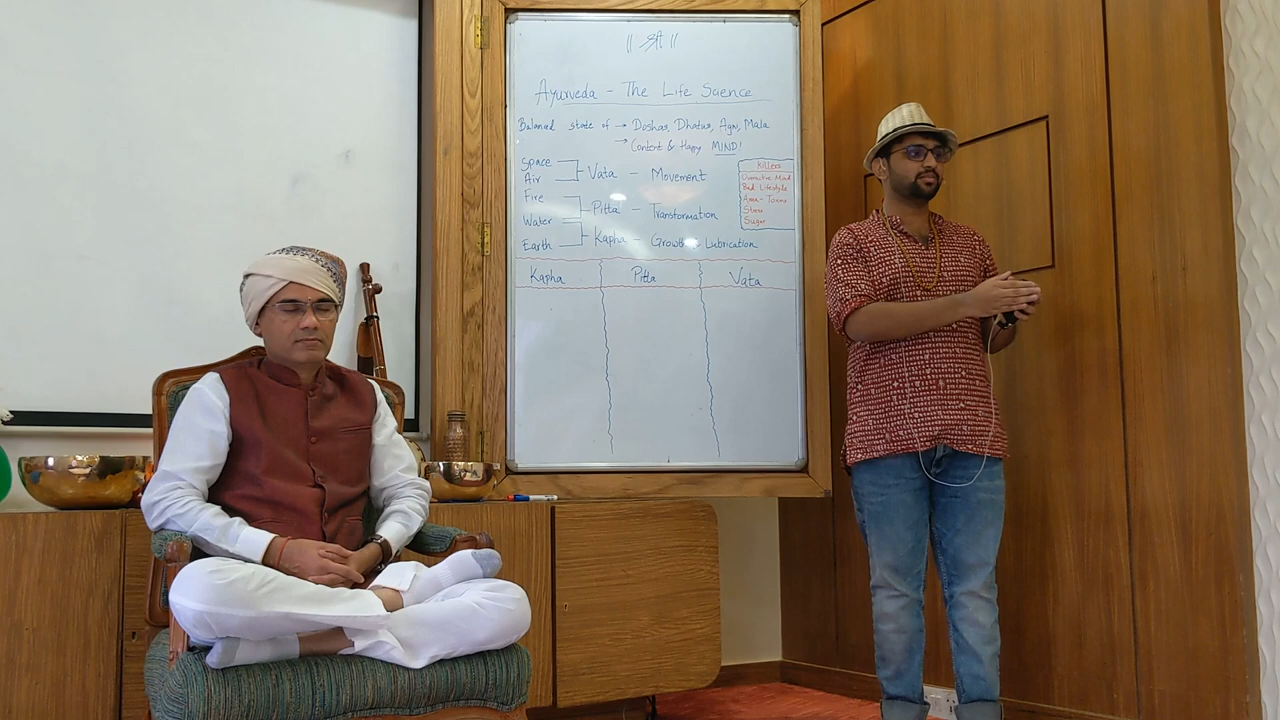 || श्री ||
Ayurveda - The Life Science
Balanced state of → Doshas, Dhatus, Agni, Mala
→ Content & Happy MIND!
Space
Air
Vata - Movement
Fire
Water
Pitta - Transformation
Earth
Kapha - Growth & Lubrication
Killers
Overactive Mind
Bad Lifestyle
Ama - Toxins
Stress
Sugar
Kapha Pitta Vata